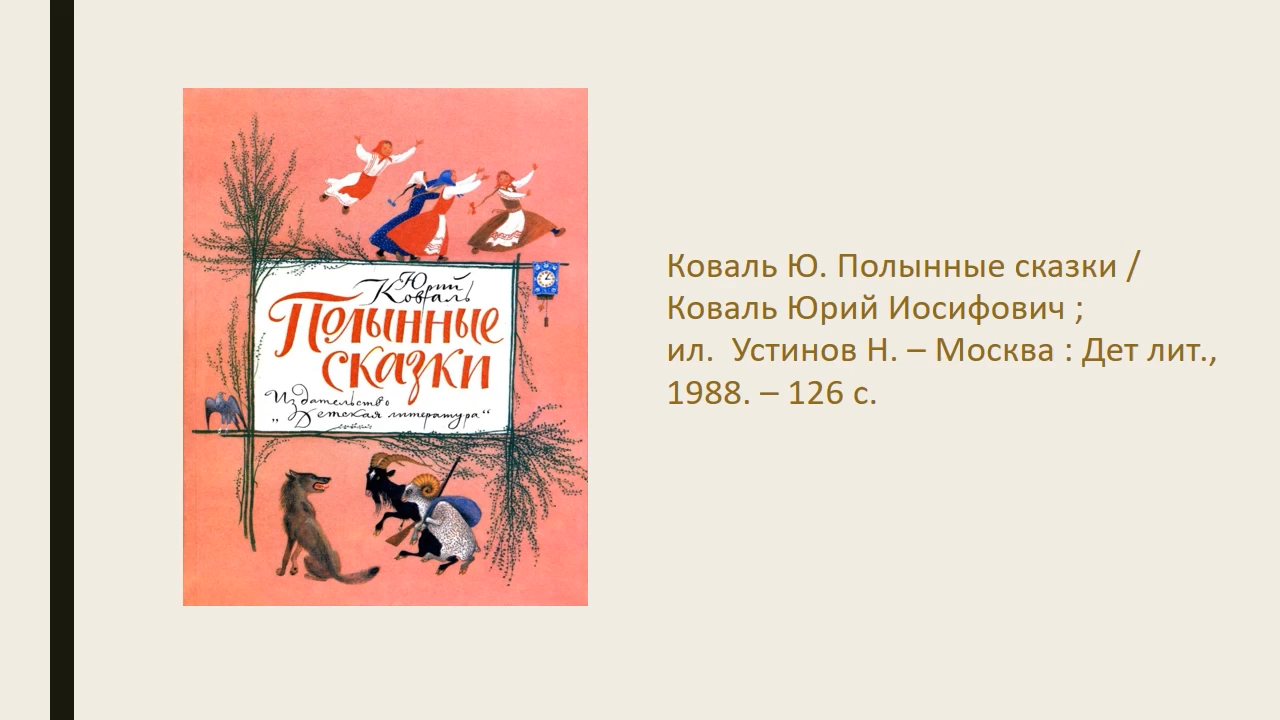 Юрий
Коваль
Полынные
сказки
Издательство
„Детская литература“
Коваль Ю. Полынные сказки /
Коваль Юрий Иосифович ;
ил.  Устинов Н. – Москва : Дет лит.,
1988. – 126 с.